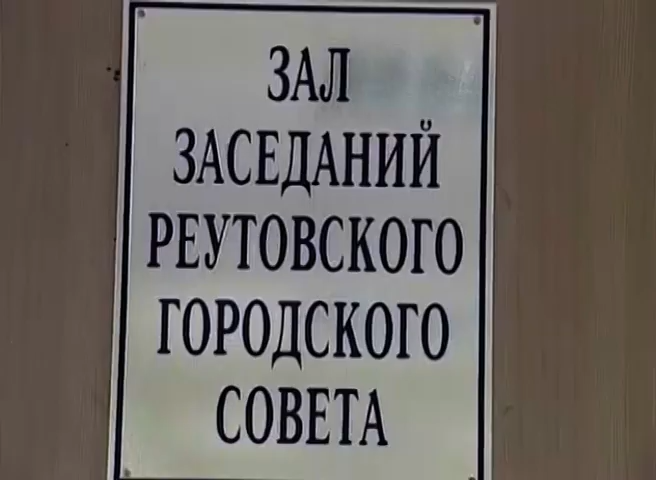 ЗАЛ
ЗАСЕДАНИЙ
РЕУТОВСКОГО
ГОРОДСКОГО
СОВЕТА